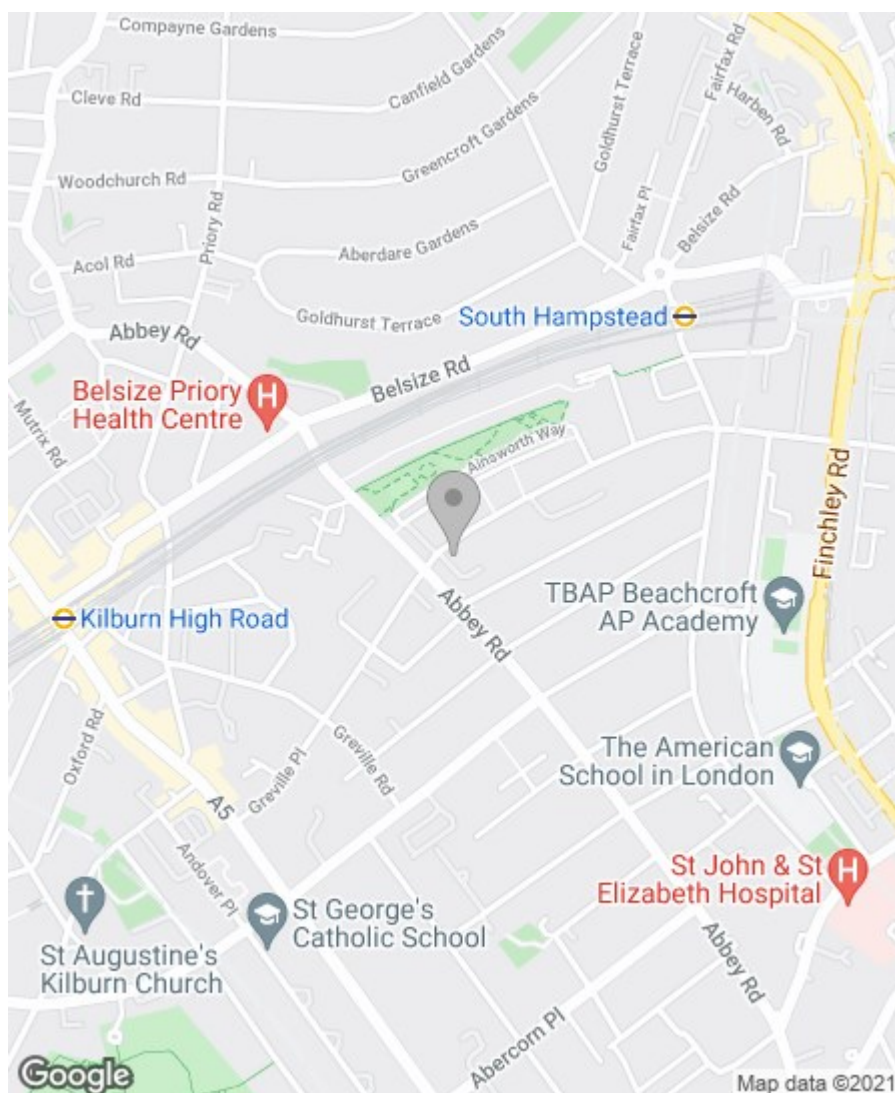 Compayne Gardens
Cleve Rd
Canfield Gardens
Fairfax Rd
Harben Rd
Goldhurst Terrace
Greencroft Gardens
Woodchurch Rd
Priory Rd
Fairfax Pl
Belsize Rd
Aberdare Gardens
Acol Rd
Goldhurst Terrace
South Hampstead
Abbey Rd
Belsize Rd
Belsize Priory
Health Centre
Mutrix Rd
Ainsworth Way
Finchley Rd
TBAP Beachcroft
AP Academy
Abbey Rd
Kilburn High Road
Oxford Rd
Greville Pl
Greville Rd
The American
School in London
A5
Andover Pl
St John & St
Elizabeth Hospital
St George's
Catholic School
St Augustine's
Kilburn Church
Abbey Rd
Abercorn Pl
Google
Map data ©2021